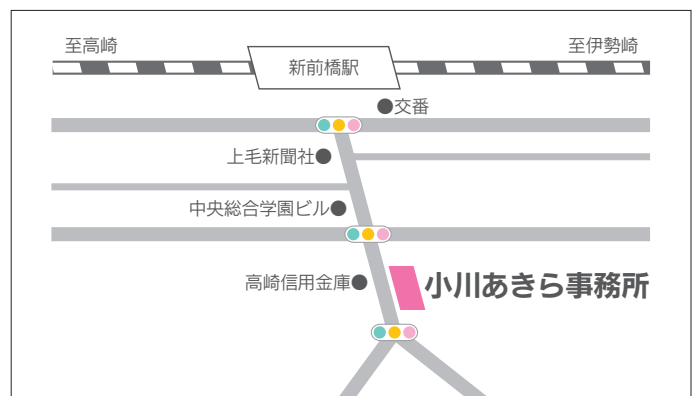 至高崎
至伊勢崎
新前橋駅
●交番
上毛新聞社●
中央総合学園ビル●
高崎信用金庫●
小川あきら事務所